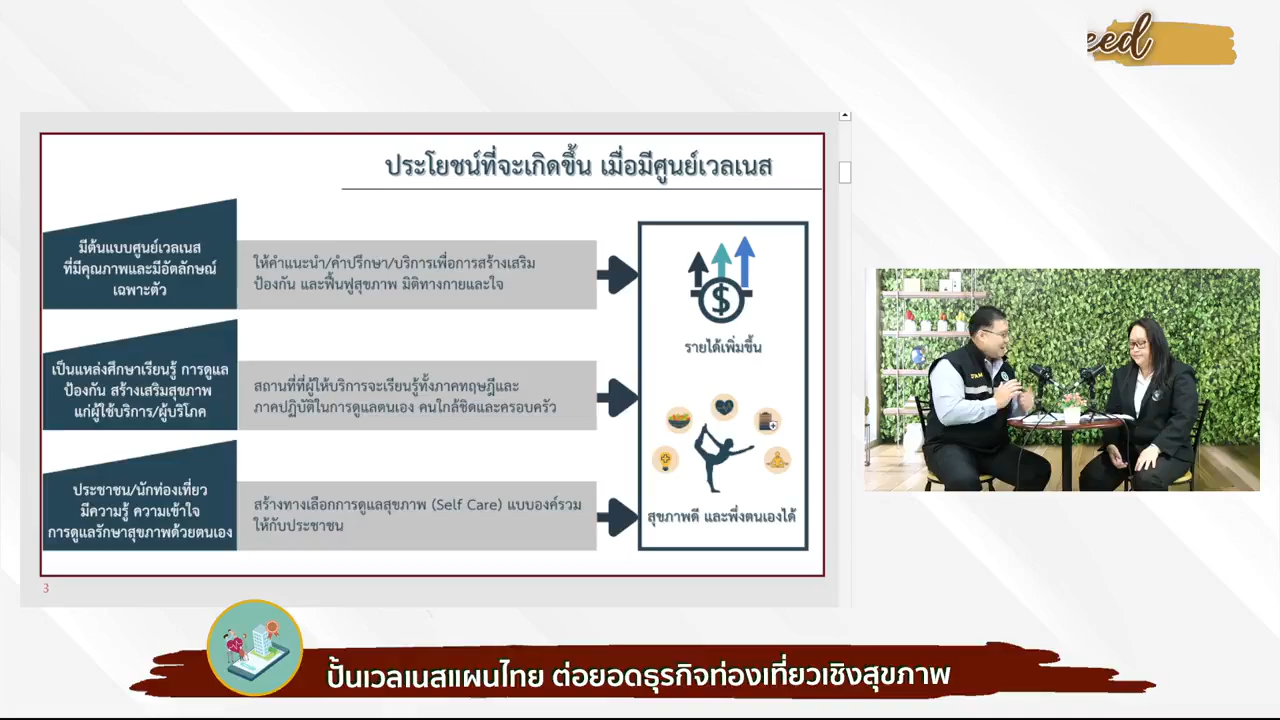 eed
ประโยชน์ที่จะเกิดขึ้น เมื่อมีศูนย์เวลเนส
มีต้นแบบศูนย์เวลเนส
ที่มีคุณภาพและมีอัตลักษณ์
เฉพาะตัว
ให้คำแนะนำ/คำปรึกษา/บริการเพื่อการสร้างเสริม
ป้องกัน และฟื้นฟูสุขภาพ มิติทางกายและใจ
รายได้เพิ่มขึ้น
เป็นแหล่งศึกษาเรียนรู้ การดูแล
ป้องกัน สร้างเสริมสุขภาพ
แก่ผู้ใช้บริการ/ผู้บริโภค
สถานที่ที่ผู้ให้บริการจะเรียนรู้ทั้งภาคทฤษฎีและ
ภาคปฏิบัติในการดูแลตนเอง คนใกล้ชิดและครอบครัว
ประชาชน/นักท่องเที่ยว
มีความรู้ ความเข้าใจ
การดูแลรักษาสุขภาพด้วยตนเอง
สร้างทางเลือกการดูแลสุขภาพ (Self Care) แบบองค์รวม
ให้กับประชาชน
สุขภาพดี และพึ่งตนเองได้
3
ปั้นเวลเนสแผนไทย ต่อยอดธุรกิจท่องเที่ยวเชิงสุขภาพ